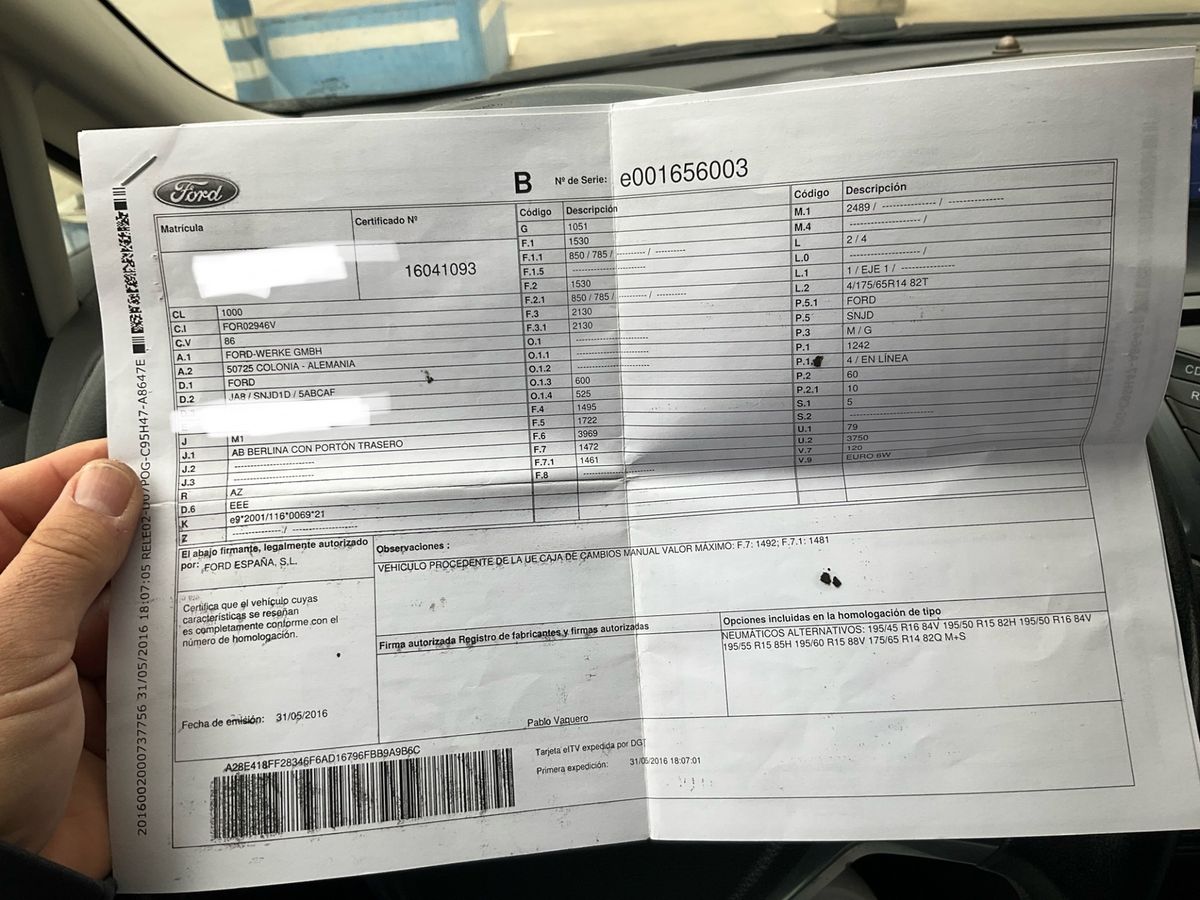 Ford
B Nº de Serie: e001656003
Matrícula
Certificado Nº
16041093
CL 1000
C.I FOR02946V
C.V 86
A.1 FORD-WERKE GMBH
A.2 50725 COLONIA - ALEMANIA
D.1 FORD
D.2 JA8 / SNJD1D / 5ABCAF
J M1
J.1 AB BERLINA CON PORTÓN TRASERO
J.2 --------------------
J.3 --------------------
R AZ
D.6 EEE
K e9*2001/116*0069*21
Z ------------- / --------------------
Código Descripción
G 1051
F.1 1530
F.1.1 850 / 785 / ---------- / ----------
F.1.5 --------------------
F.2 1530
F.2.1 850 / 785 / ---------- / ----------
F.3 2130
F.3.1 2130
O.1 --------------------
O.1.1 --------------------
O.1.2 --------------------
O.1.3 600
O.1.4 525
F.4 1495
F.5 1722
F.6 3969
F.7 1472
F.7.1 1461
F.8 --------------------
Código Descripción
M.1 2489 / -------------- / --------------
M.4 ------------------ /
L 2 / 4
L.0 ------------------ /
L.1 1 / EJE 1 / --------------
L.2 4/175/65R14 82T
P.5.1 FORD
P.5 SNJD
P.3 M / G
P.1 1242
P.1. 4 / EN LÍNEA
P.2 60
P.2.1 10
S.1 5
S.2 --------------------
U.1 79
U.2 3750
V.7 120
V.9 EURO 6W
El abajo firmante, legalmente autorizado
por: FORD ESPAÑA, S.L.
Certifica que el vehículo cuyas
características se reseñan
es completamente conforme con el
número de homologación.
Fecha de emisión: 31/05/2016
Observaciones :
VEHICULO PROCEDENTE DE LA UE CAJA DE CAMBIOS MANUAL VALOR MÁXIMO: F.7: 1492; F.7.1: 1481
Firma autorizada Registro de fabricantes y firmas autorizadas
Pablo Vaquero
Opciones incluidas en la homologación de tipo
NEUMÁTICOS ALTERNATIVOS: 195/45 R16 84V 195/50 R15 82H 195/50 R16 84V
195/55 R15 85H 195/60 R15 88V 175/65 R14 82Q M+S
A28E418FF28346F6AD16796FBB9A9B6C
Tarjeta eITV expedida por DGT
Primera expedición: 31/05/2016 18:07:01
CD